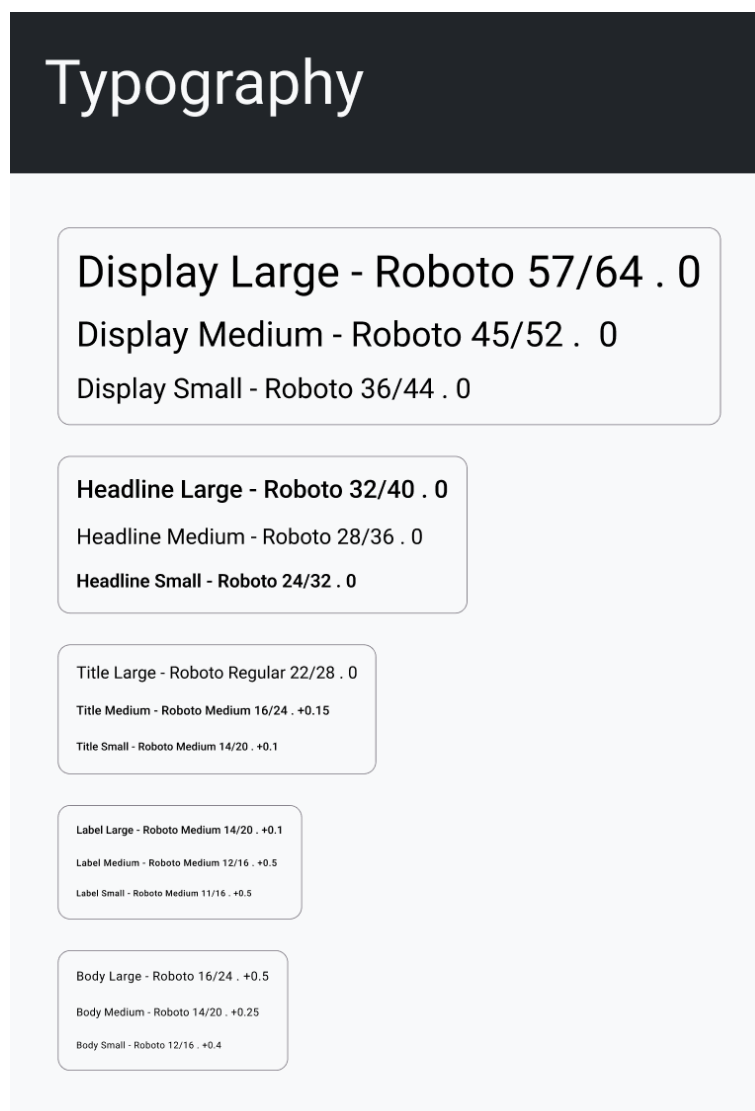 Typography
Display Large - Roboto 57/64 . 0
Display Medium - Roboto 45/52 .  0
Display Small - Roboto 36/44 . 0
Headline Large - Roboto 32/40 . 0
Headline Medium - Roboto 28/36 . 0
Headline Small - Roboto 24/32 . 0
Title Large - Roboto Regular 22/28 . 0
Title Medium - Roboto Medium 16/24 . +0.15
Title Small - Roboto Medium 14/20 . +0.1
Label Large - Roboto Medium 14/20 . +0.1
Label Medium - Roboto Medium 12/16 . +0.5
Label Small - Roboto Medium 11/16 . +0.5
Body Large - Roboto 16/24 . +0.5
Body Medium - Roboto 14/20 . +0.25
Body Small - Roboto 12/16 . +0.4